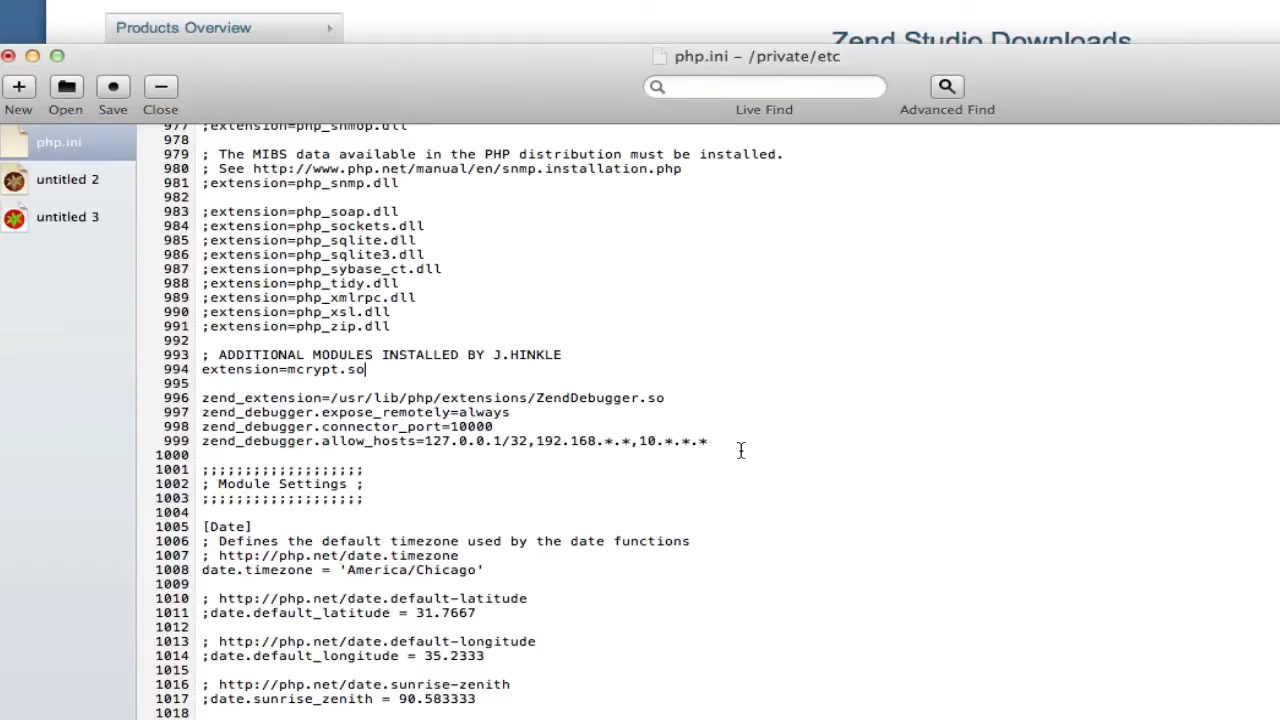 Products Overview
Zend Studio Downloads
php.ini – /private/etc
New Open Save Close
Live Find
Advanced Find
php.ini
untitled 2
untitled 3
977 ;extension=php_snmop.dll
978
979 ; The MIBS data available in the PHP distribution must be installed.
980 ; See http://www.php.net/manual/en/snmp.installation.php
981 ;extension=php_snmp.dll
982
983 ;extension=php_soap.dll
984 ;extension=php_sockets.dll
985 ;extension=php_sqlite.dll
986 ;extension=php_sqlite3.dll
987 ;extension=php_sybase_ct.dll
988 ;extension=php_tidy.dll
989 ;extension=php_xmlrpc.dll
990 ;extension=php_xsl.dll
991 ;extension=php_zip.dll
992
993 ; ADDITIONAL MODULES INSTALLED BY J.HINKLE
994 extension=mcrypt.so
995
996 zend_extension=/usr/lib/php/extensions/ZendDebugger.so
997 zend_debugger.expose_remotely=always
998 zend_debugger.connector_port=10000
999 zend_debugger.allow_hosts=127.0.0.1/32,192.168.*.*,10.*.*.*
1000
1001 ;;;;;;;;;;;;;;;;;;;
1002 ; Module Settings ;
1003 ;;;;;;;;;;;;;;;;;;;
1004
1005 [Date]
1006 ; Defines the default timezone used by the date functions
1007 ; http://php.net/date.timezone
1008 date.timezone = 'America/Chicago'
1009
1010 ; http://php.net/date.default-latitude
1011 ;date.default_latitude = 31.7667
1012
1013 ; http://php.net/date.default-longitude
1014 ;date.default_longitude = 35.2333
1015
1016 ; http://php.net/date.sunrise-zenith
1017 ;date.sunrise_zenith = 90.583333
1018